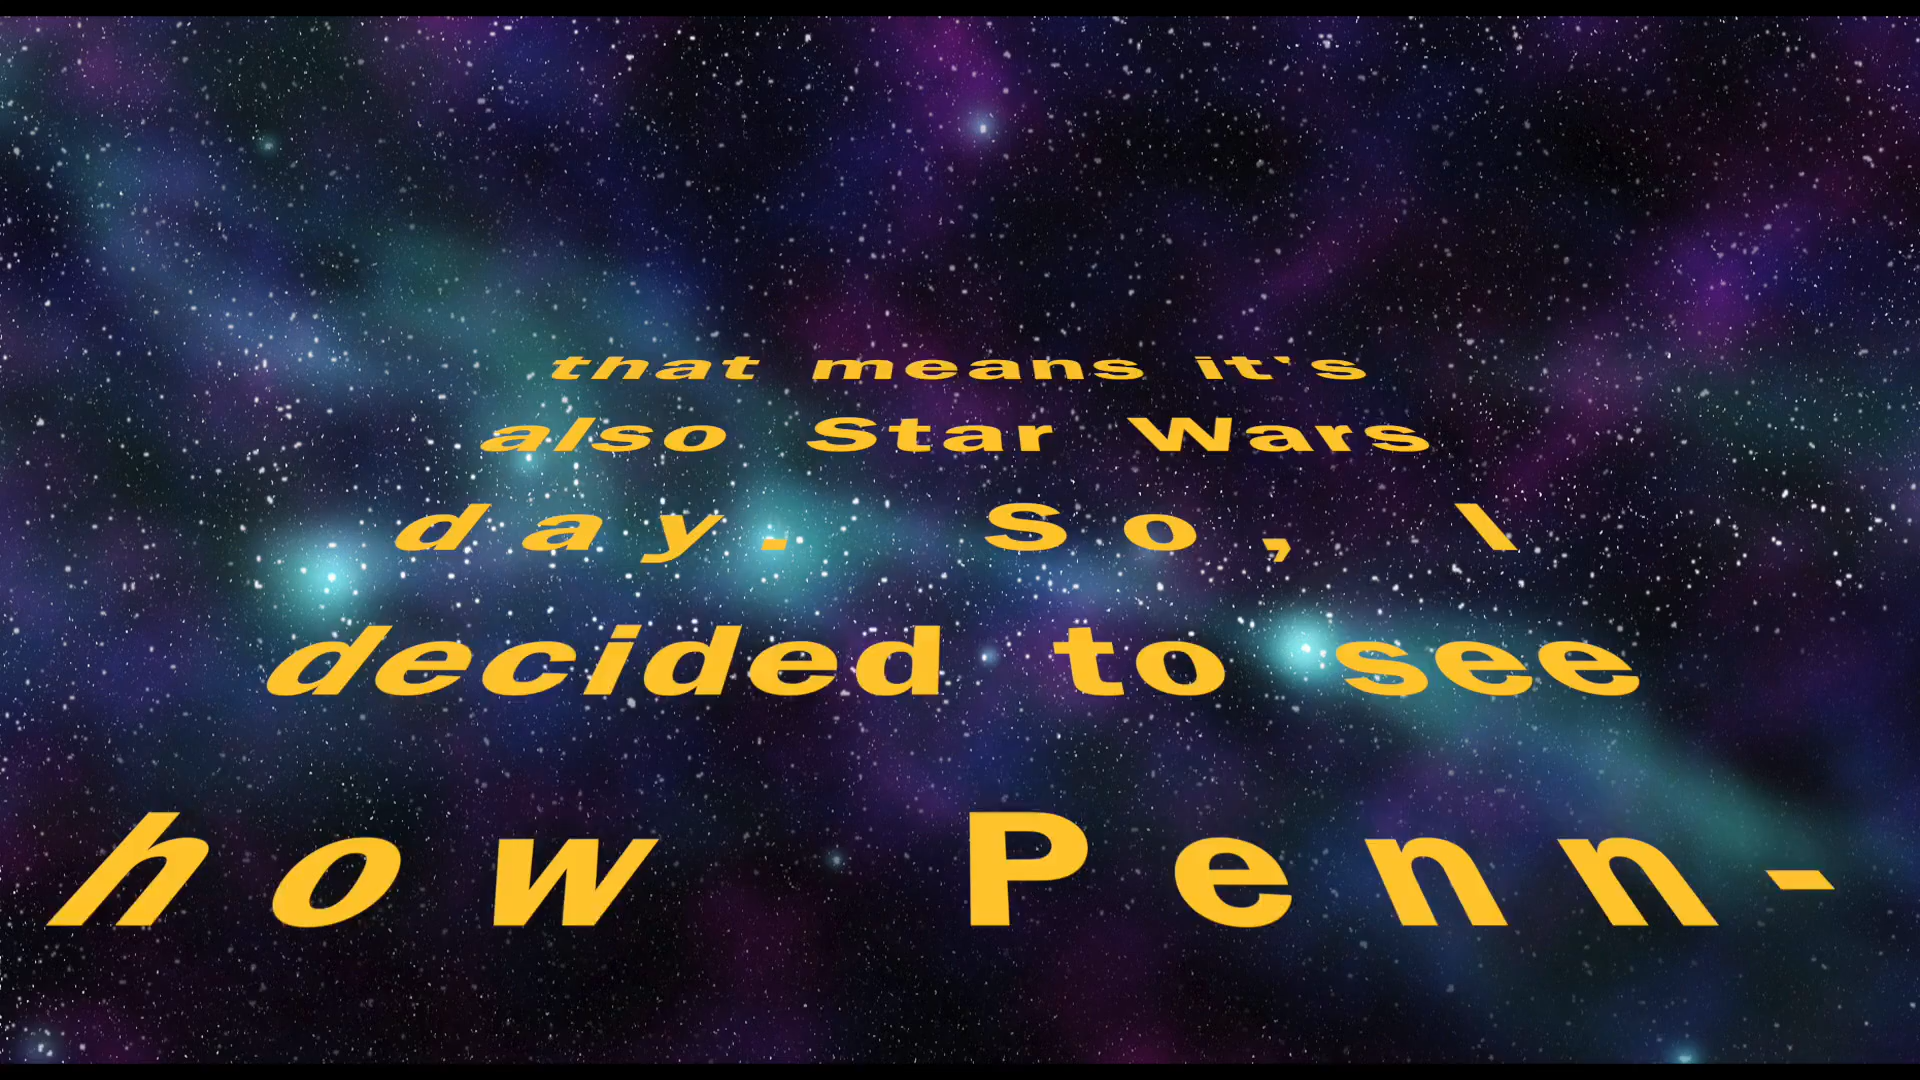 that means it's
also Star Wars
day. So, I
decided to see
how Penn-